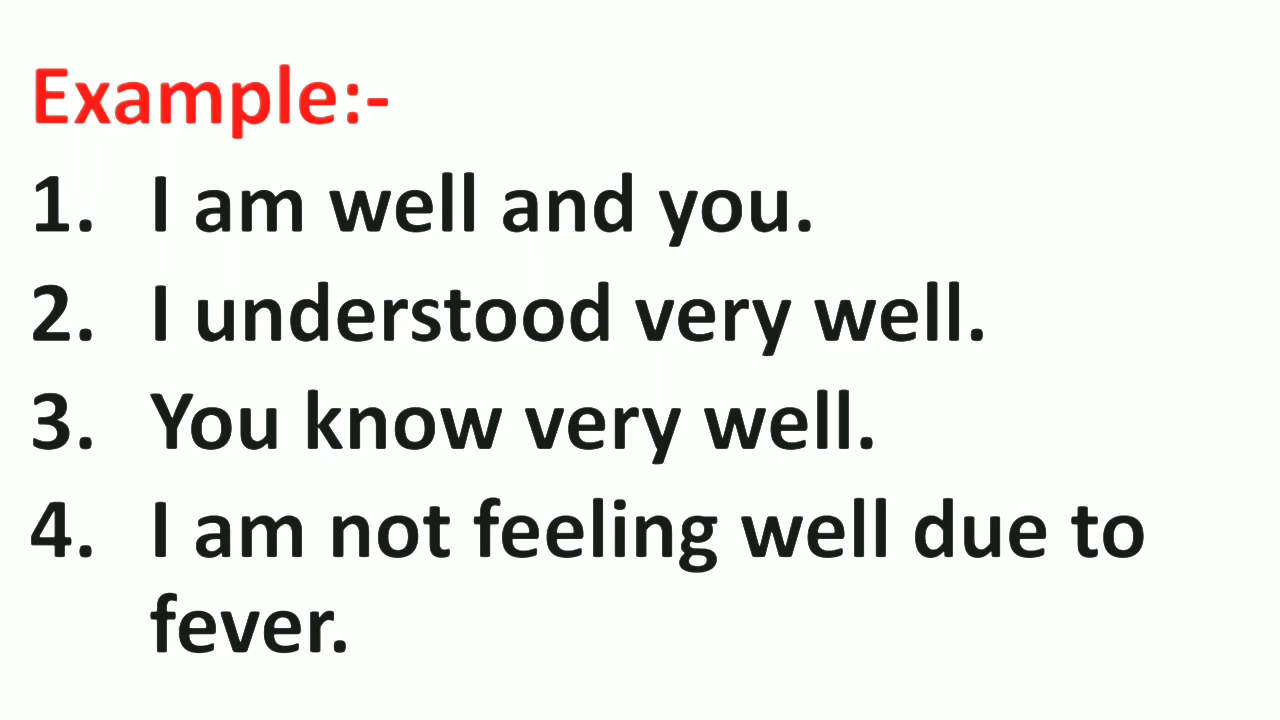 Example:-
1. I am well and you.
2. I understood very well.
3. You know very well.
4. I am not feeling well due to
fever.